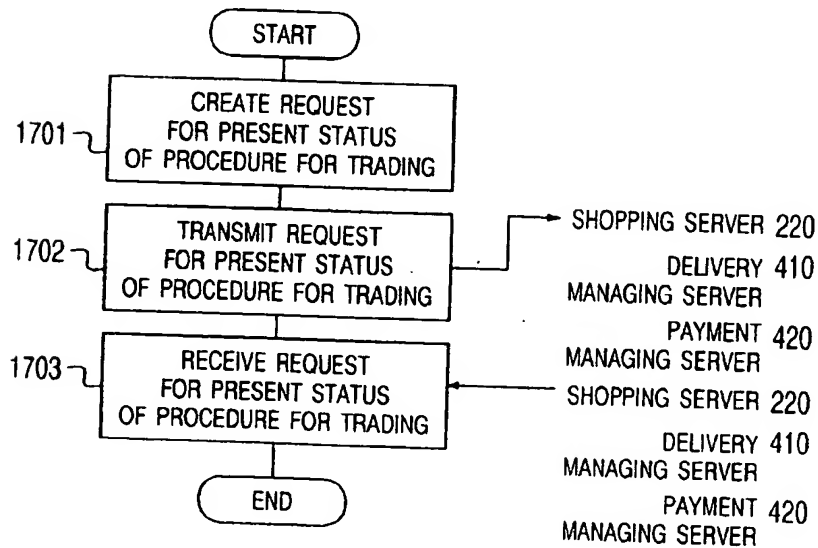 START
CREATE REQUEST
FOR PRESENT STATUS
OF PROCEDURE FOR TRADING
1701
TRANSMIT REQUEST
FOR PRESENT STATUS
OF PROCEDURE FOR TRADING
1702
SHOPPING SERVER 220
DELIVERY 410
MANAGING SERVER
PAYMENT 420
MANAGING SERVER
RECEIVE REQUEST
FOR PRESENT STATUS
OF PROCEDURE FOR TRADING
1703
SHOPPING SERVER 220
DELIVERY 410
MANAGING SERVER
PAYMENT 420
MANAGING SERVER
END